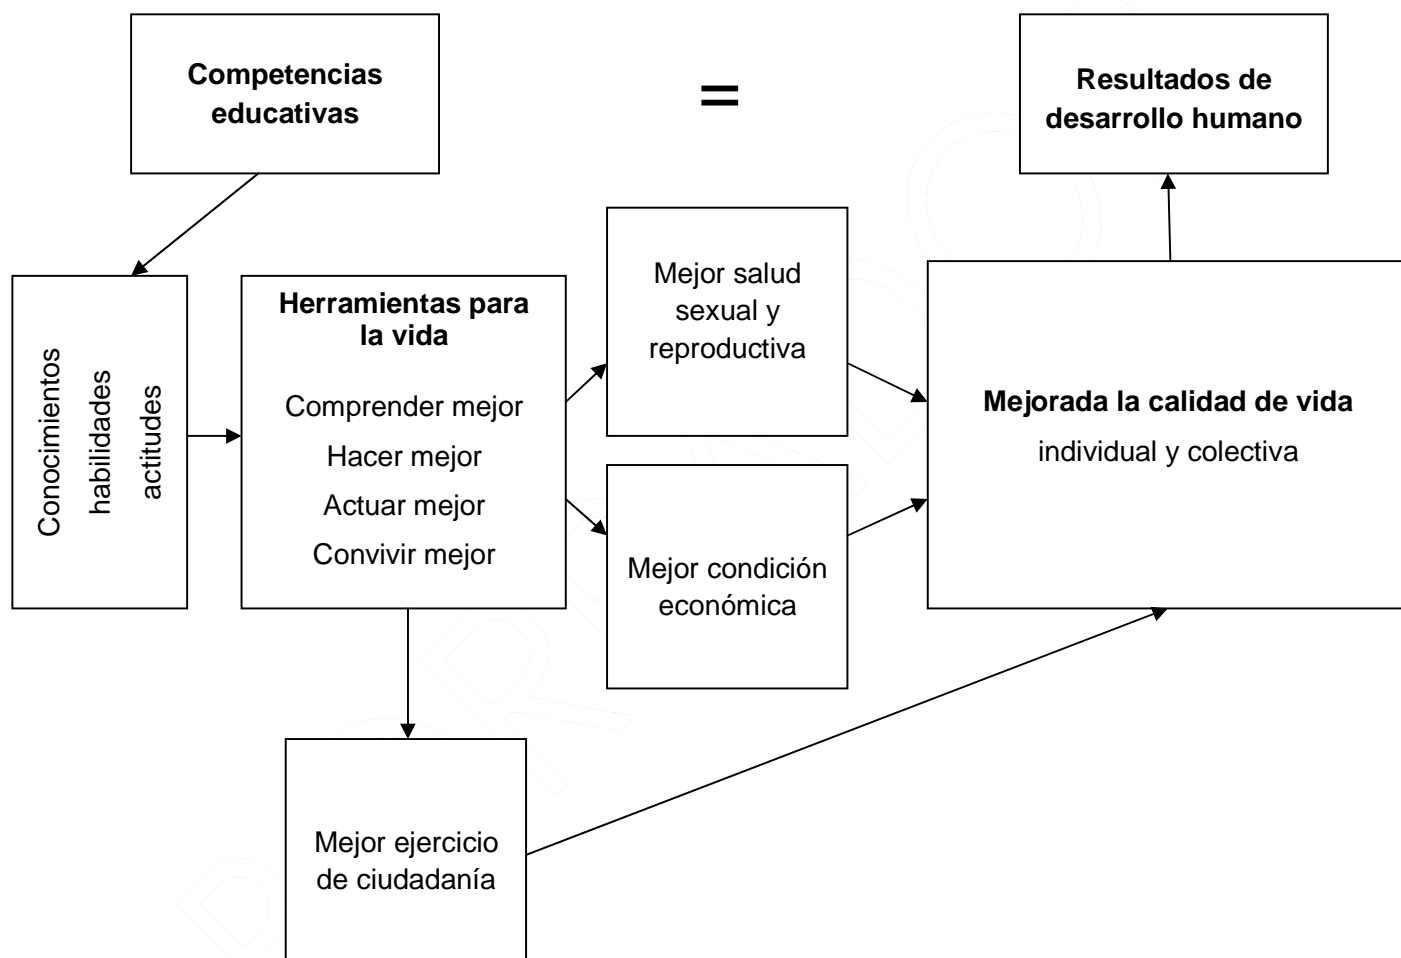 Competencias
educativas
=
Resultados de
desarrollo humano
Conocimientos
habilidades
actitudes
Herramientas para
la vida
Comprender mejor
Hacer mejor
Actuar mejor
Convivir mejor
Mejor salud
sexual y
reproductiva
Mejor condición
económica
Mejorada la calidad de vida
individual y colectiva
Mejor ejercicio
de ciudadanía